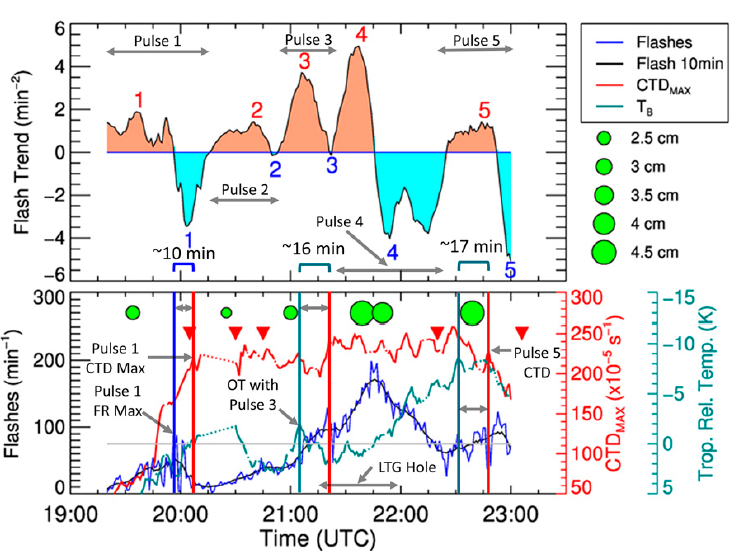 Pulse 1
Pulse 3
Pulse 5
6
4
2
0
−2
−4
−6
Flash Trend (min⁻²)
1
2
3
4
5
1
2
3
4
5
Pulse 2
Pulse 4
~10 min
~16 min
~17 min
Flashes
Flash 10min
CTD_MAX
T_B
2.5 cm
3 cm
3.5 cm
4 cm
4.5 cm
300
200
100
0
Flashes (min⁻¹)
Pulse 1
CTD Max
Pulse 1
FR Max
OT with
Pulse 3
LTG Hole
Pulse 5
CTD
300
250
200
150
100
50
CTD_MAX (x10⁻⁵ s⁻¹)
−15
−10
−5
0
5
Trop. Rel. Temp. (K)
19:00
20:00
21:00
22:00
23:00
Time (UTC)